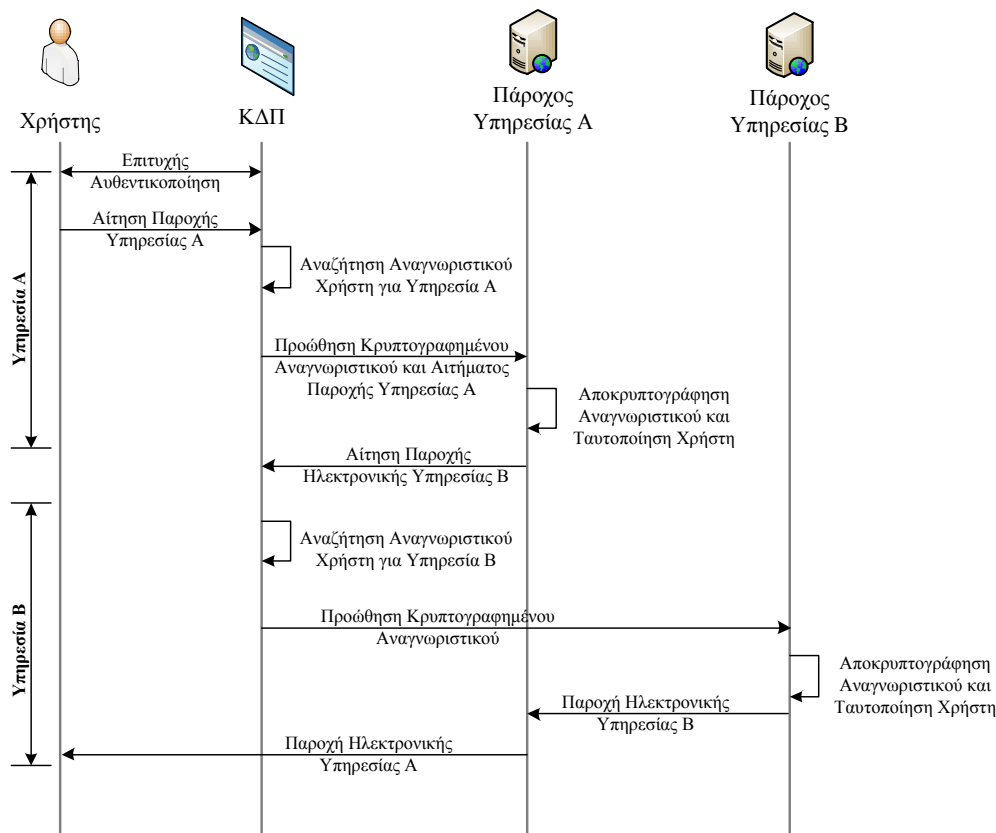 Χρήστης
ΚΔΠ
Πάροχος
Υπηρεσίας Α
Πάροχος
Υπηρεσίας Β
Επιτυχής
Αυθεντικοποίηση
Αίτηση Παροχής
Υπηρεσίας Α
Αναζήτηση Αναγνωριστικού
Χρήστη για Υπηρεσία Α
Υπηρεσία Α
Προώθηση Κρυπτογραφημένου
Αναγνωριστικού και Αιτήματος
Παροχής Υπηρεσίας Α
Αποκρυπτογράφηση
Αναγνωριστικού και
Ταυτοποίηση Χρήστη
Αίτηση Παροχής
Ηλεκτρονικής Υπηρεσίας Β
Αναζήτηση Αναγνωριστικού
Χρήστη για Υπηρεσία Β
Υπηρεσία Β
Προώθηση Κρυπτογραφημένου
Αναγνωριστικού
Αποκρυπτογράφηση
Αναγνωριστικού και
Ταυτοποίηση Χρήστη
Παροχή Ηλεκτρονικής
Υπηρεσίας Β
Παροχή Ηλεκτρονικής
Υπηρεσίας Α